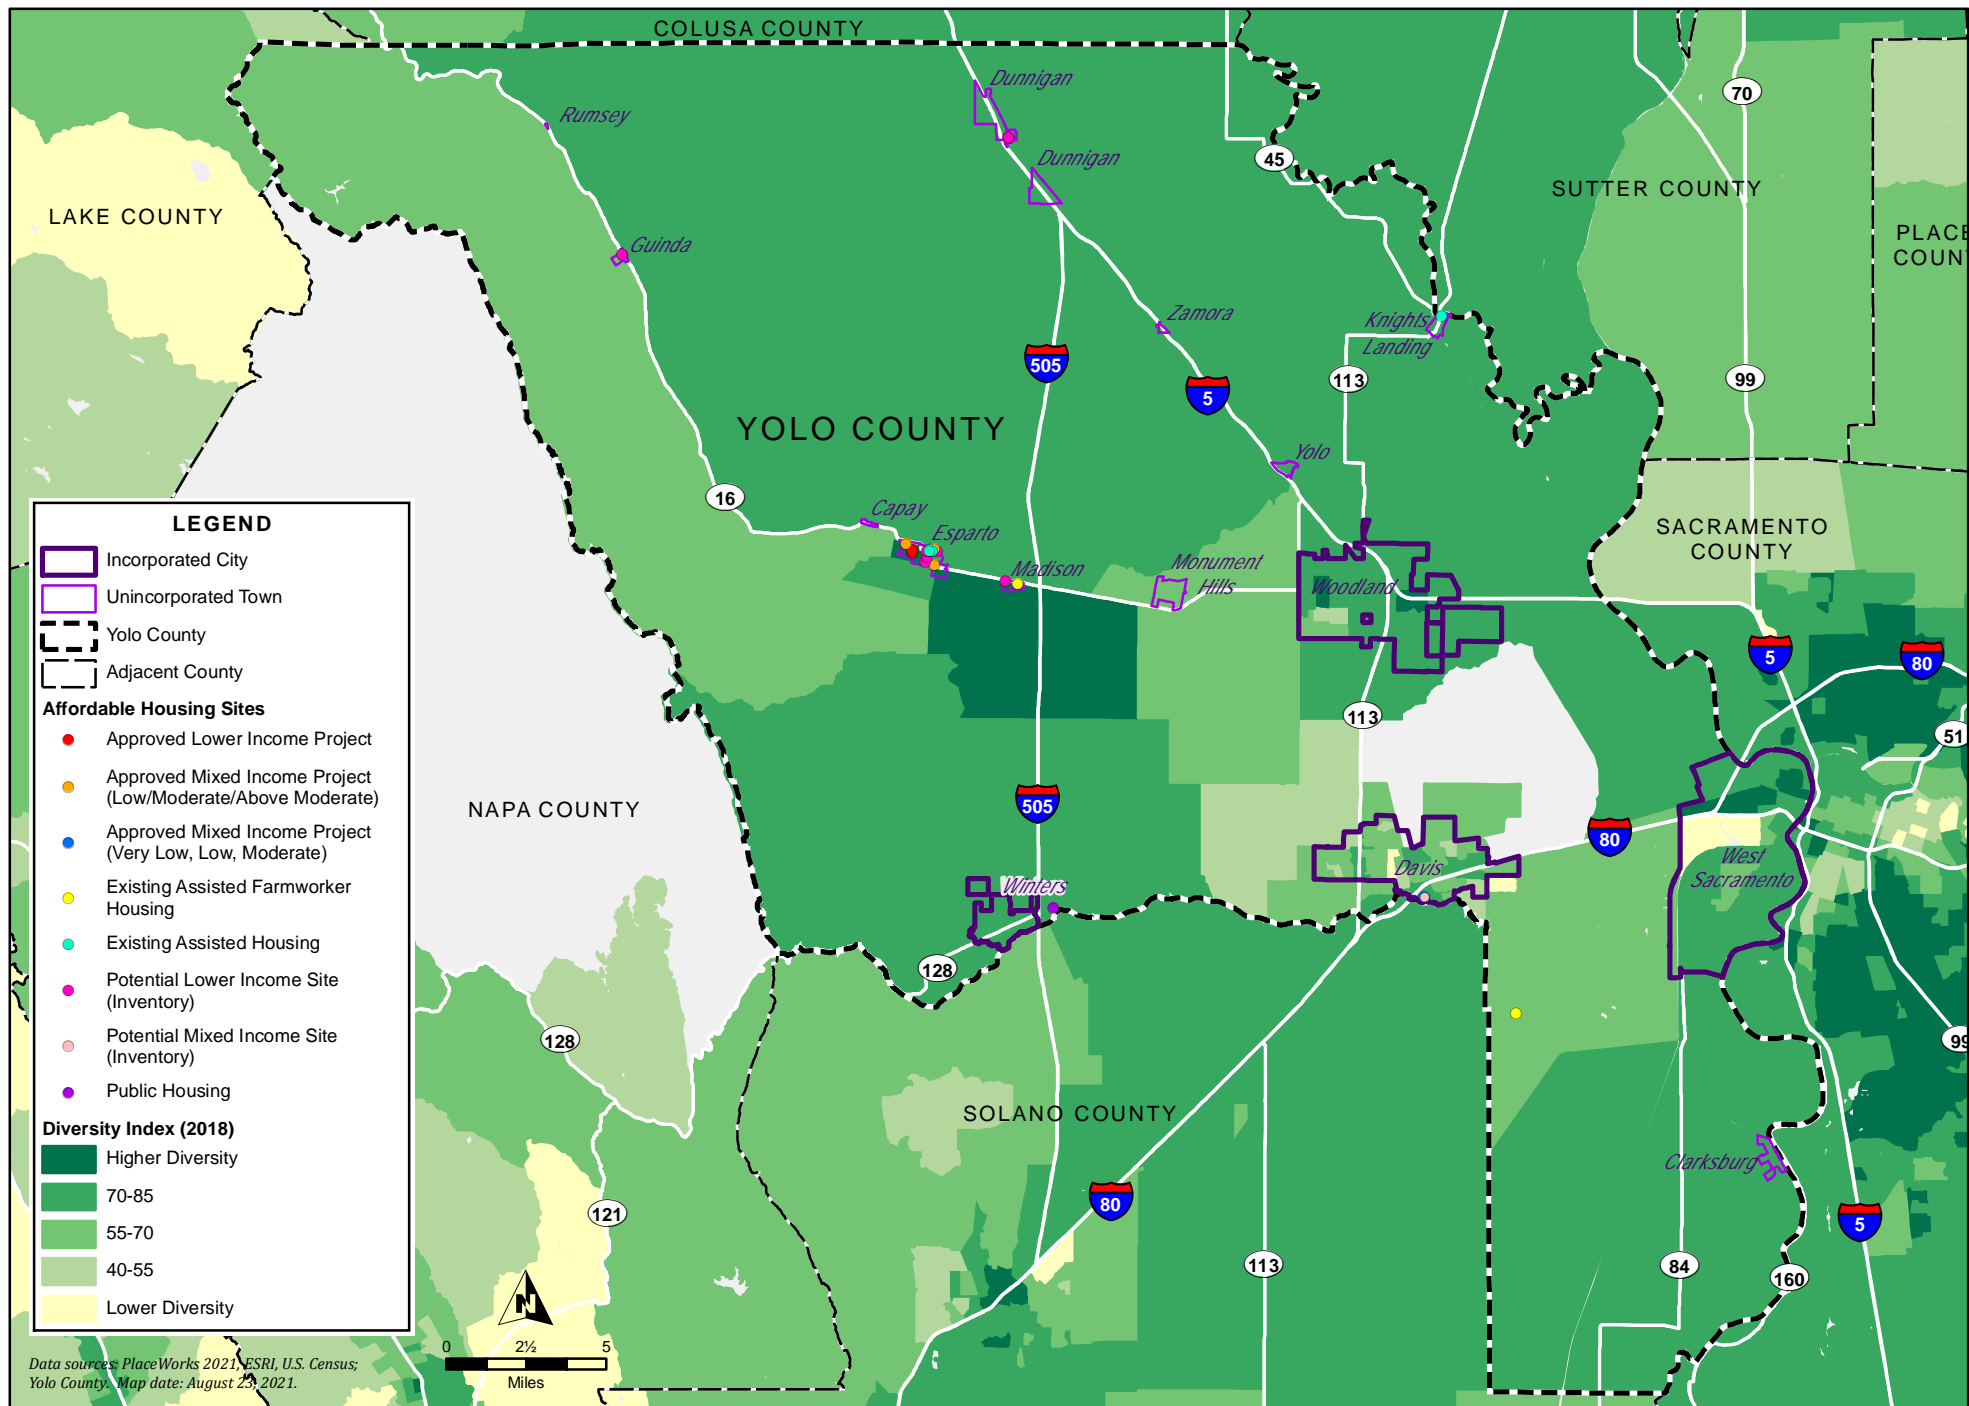 COLUSA COUNTY
Dunnigan
70
Rumsey
Dunnigan
45
SUTTER COUNTY
LAKE COUNTY
PLACE
COUN
Guinda
Zamora
Knights
Landing
505
5
113
99
YOLO COUNTY
Yolo
16
Capay
Esparto
SACRAMENTO
COUNTY
Madison
Monument
Hills
Woodland
5
80
113
51
NAPA COUNTY
505
80
West
Sacramento
Davis
Winters
128
128
99
SOLANO COUNTY
Clarksburg
80
121
5
113
84
160
LEGEND
Incorporated City
Unincorporated Town
Yolo County
Adjacent County
Affordable Housing Sites
Approved Lower Income Project
Approved Mixed Income Project
(Low/Moderate/Above Moderate)
Approved Mixed Income Project
(Very Low, Low, Moderate)
Existing Assisted Farmworker
Housing
Existing Assisted Housing
Potential Lower Income Site
(Inventory)
Potential Mixed Income Site
(Inventory)
Public Housing
Diversity Index (2018)
Higher Diversity
70-85
55-70
40-55
Lower Diversity
N
0 2½ 5
Miles
Data sources: PlaceWorks 2021, ESRI, U.S. Census;
Yolo County. Map date: August 23, 2021.